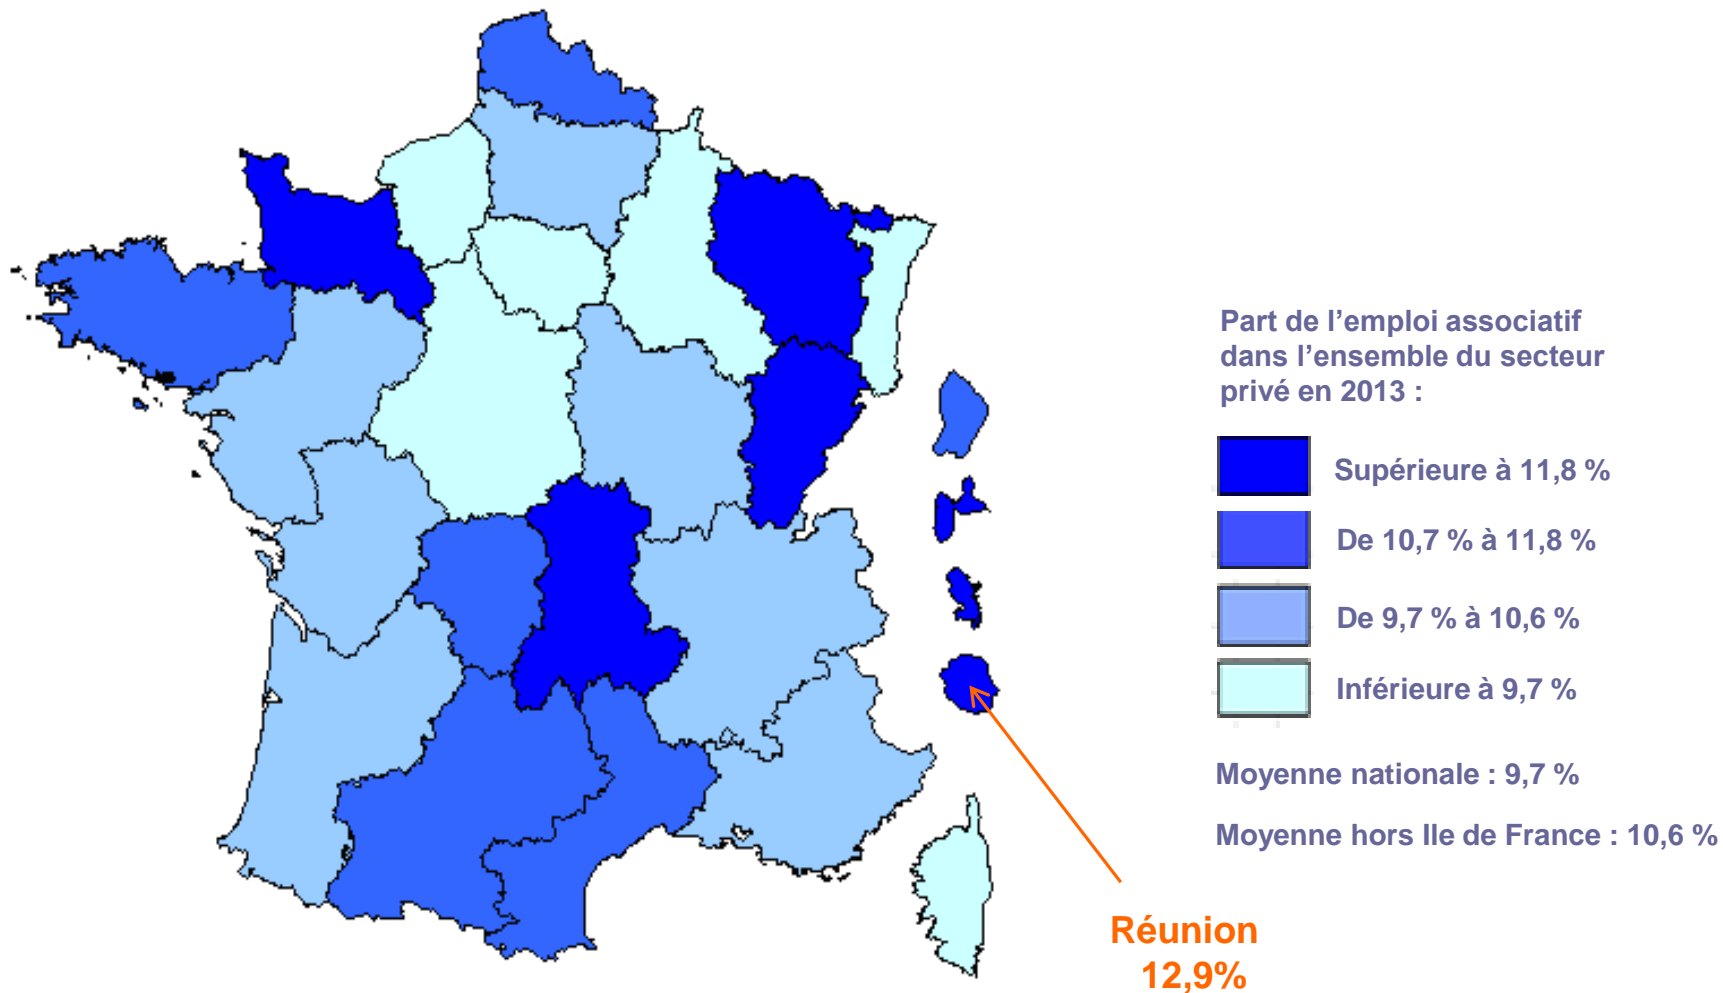 Part de l’emploi associatif
dans l’ensemble du secteur
privé en 2013 :
Supérieure à 11,8 %
De 10,7 % à 11,8 %
De 9,7 % à 10,6 %
Inférieure à 9,7 %
Moyenne nationale : 9,7 %
Moyenne hors Ile de France : 10,6 %
Réunion
12,9%